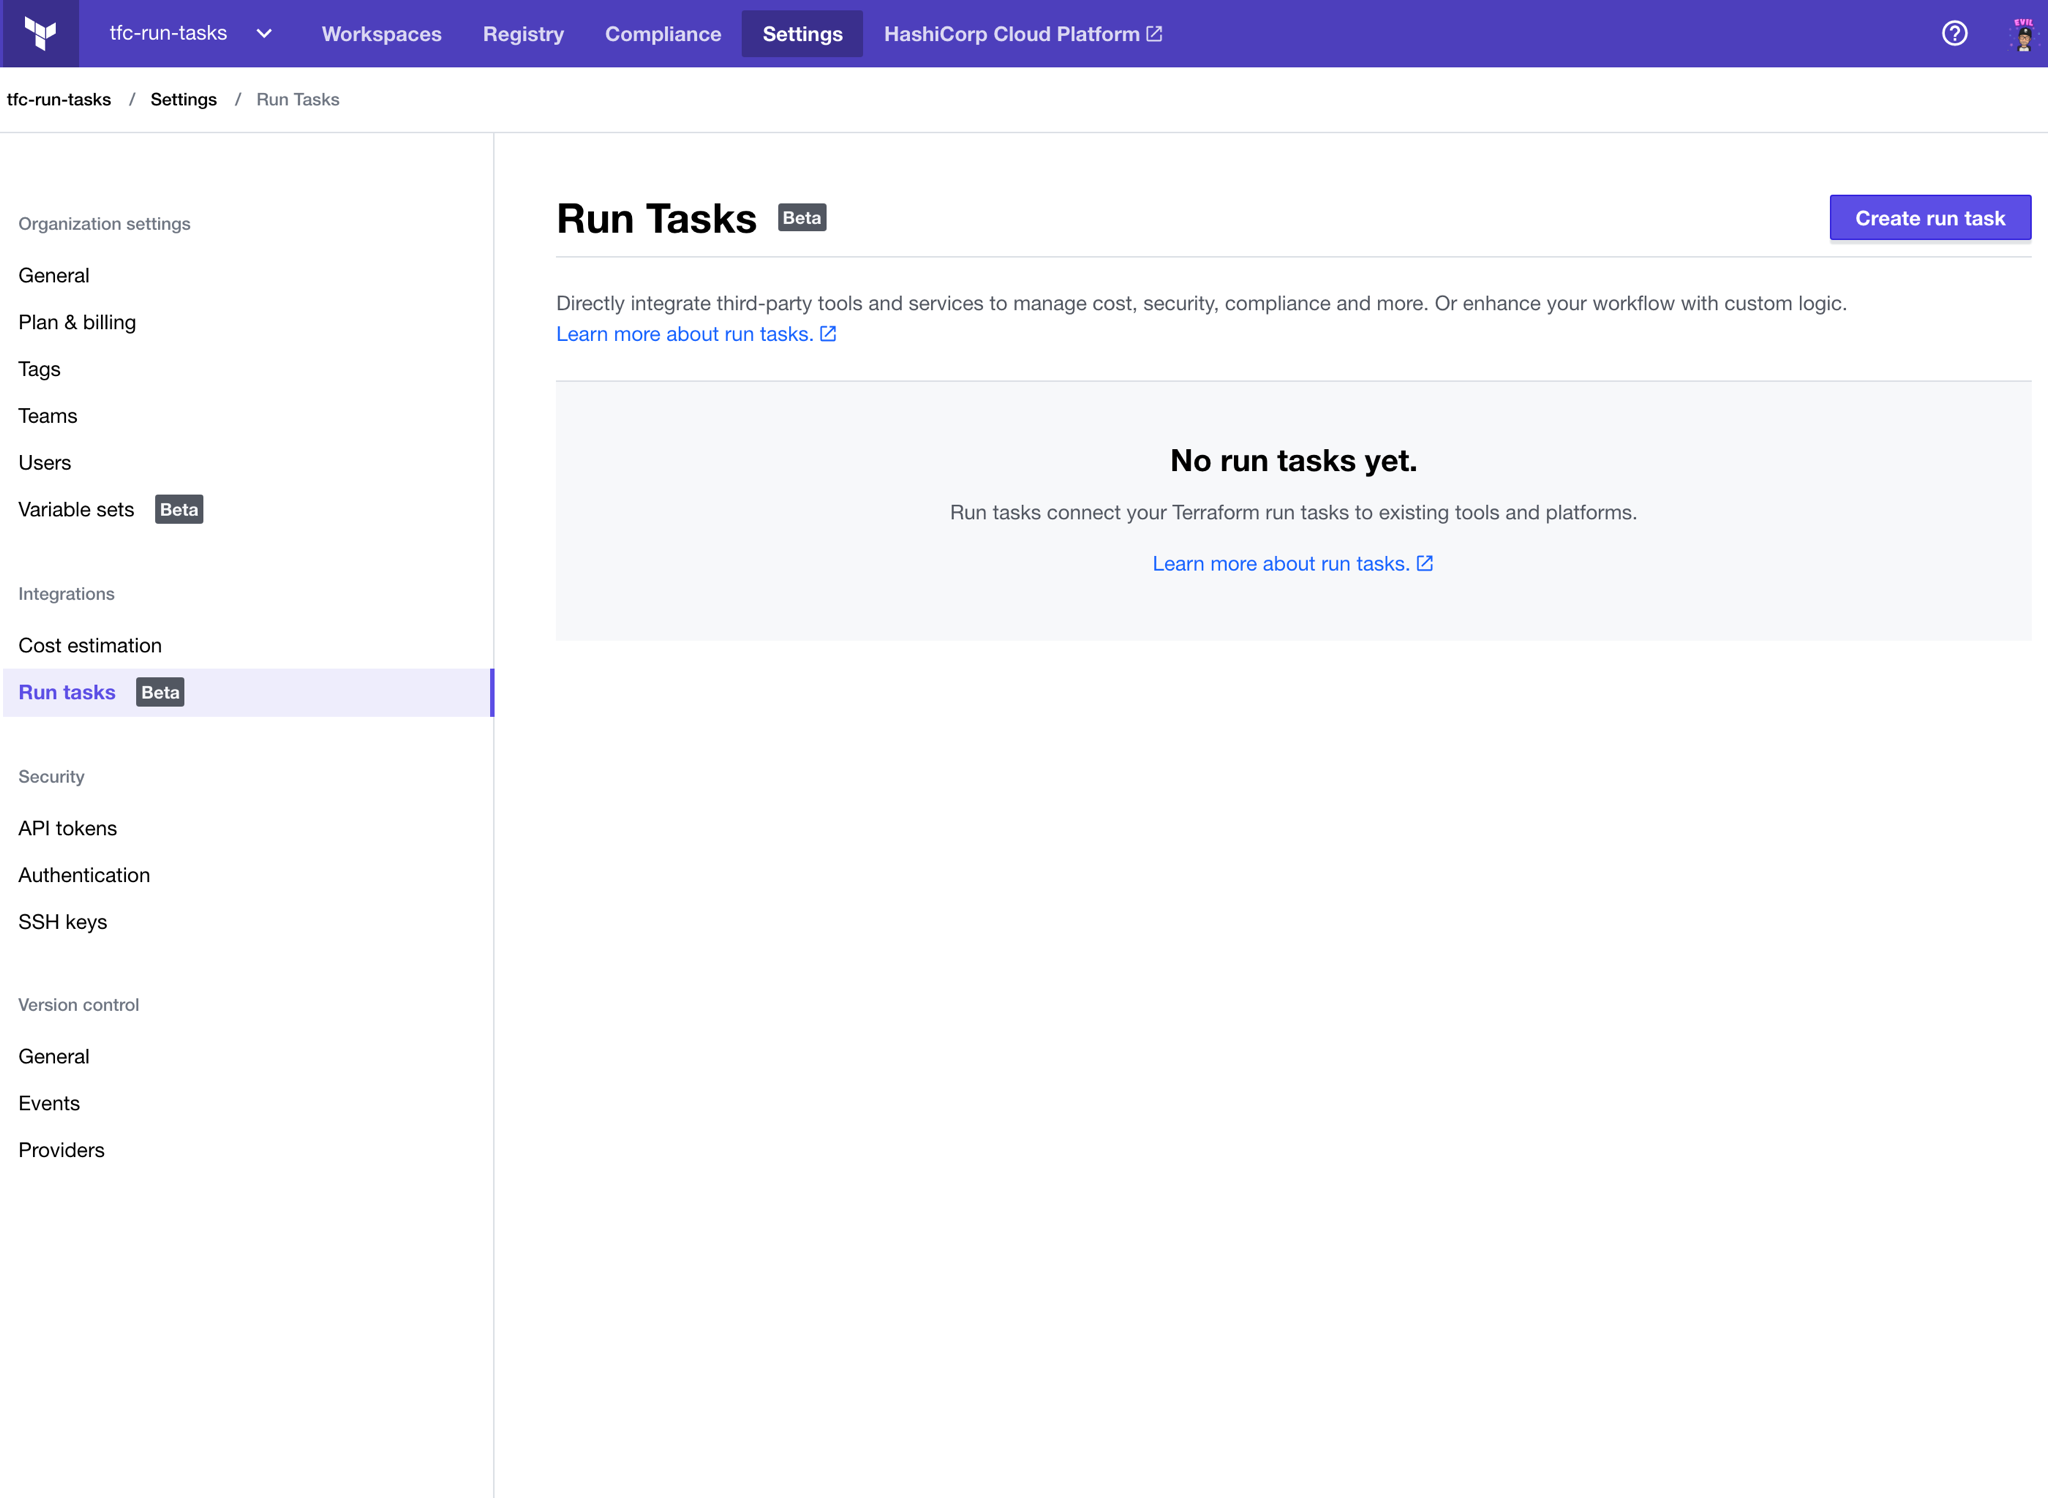 tfc-run-tasks Workspaces Registry Compliance Settings HashiCorp Cloud Platform EVIL
tfc-run-tasks / Settings / Run Tasks
Organization settings
General
Plan & billing
Tags
Teams
Users
Variable sets Beta
Integrations
Cost estimation
Run tasks Beta
Security
API tokens
Authentication
SSH keys
Version control
General
Events
Providers
Run Tasks Beta
Create run task
Directly integrate third-party tools and services to manage cost, security, compliance and more. Or enhance your workflow with custom logic.
Learn more about run tasks.
No run tasks yet.
Run tasks connect your Terraform run tasks to existing tools and platforms.
Learn more about run tasks.